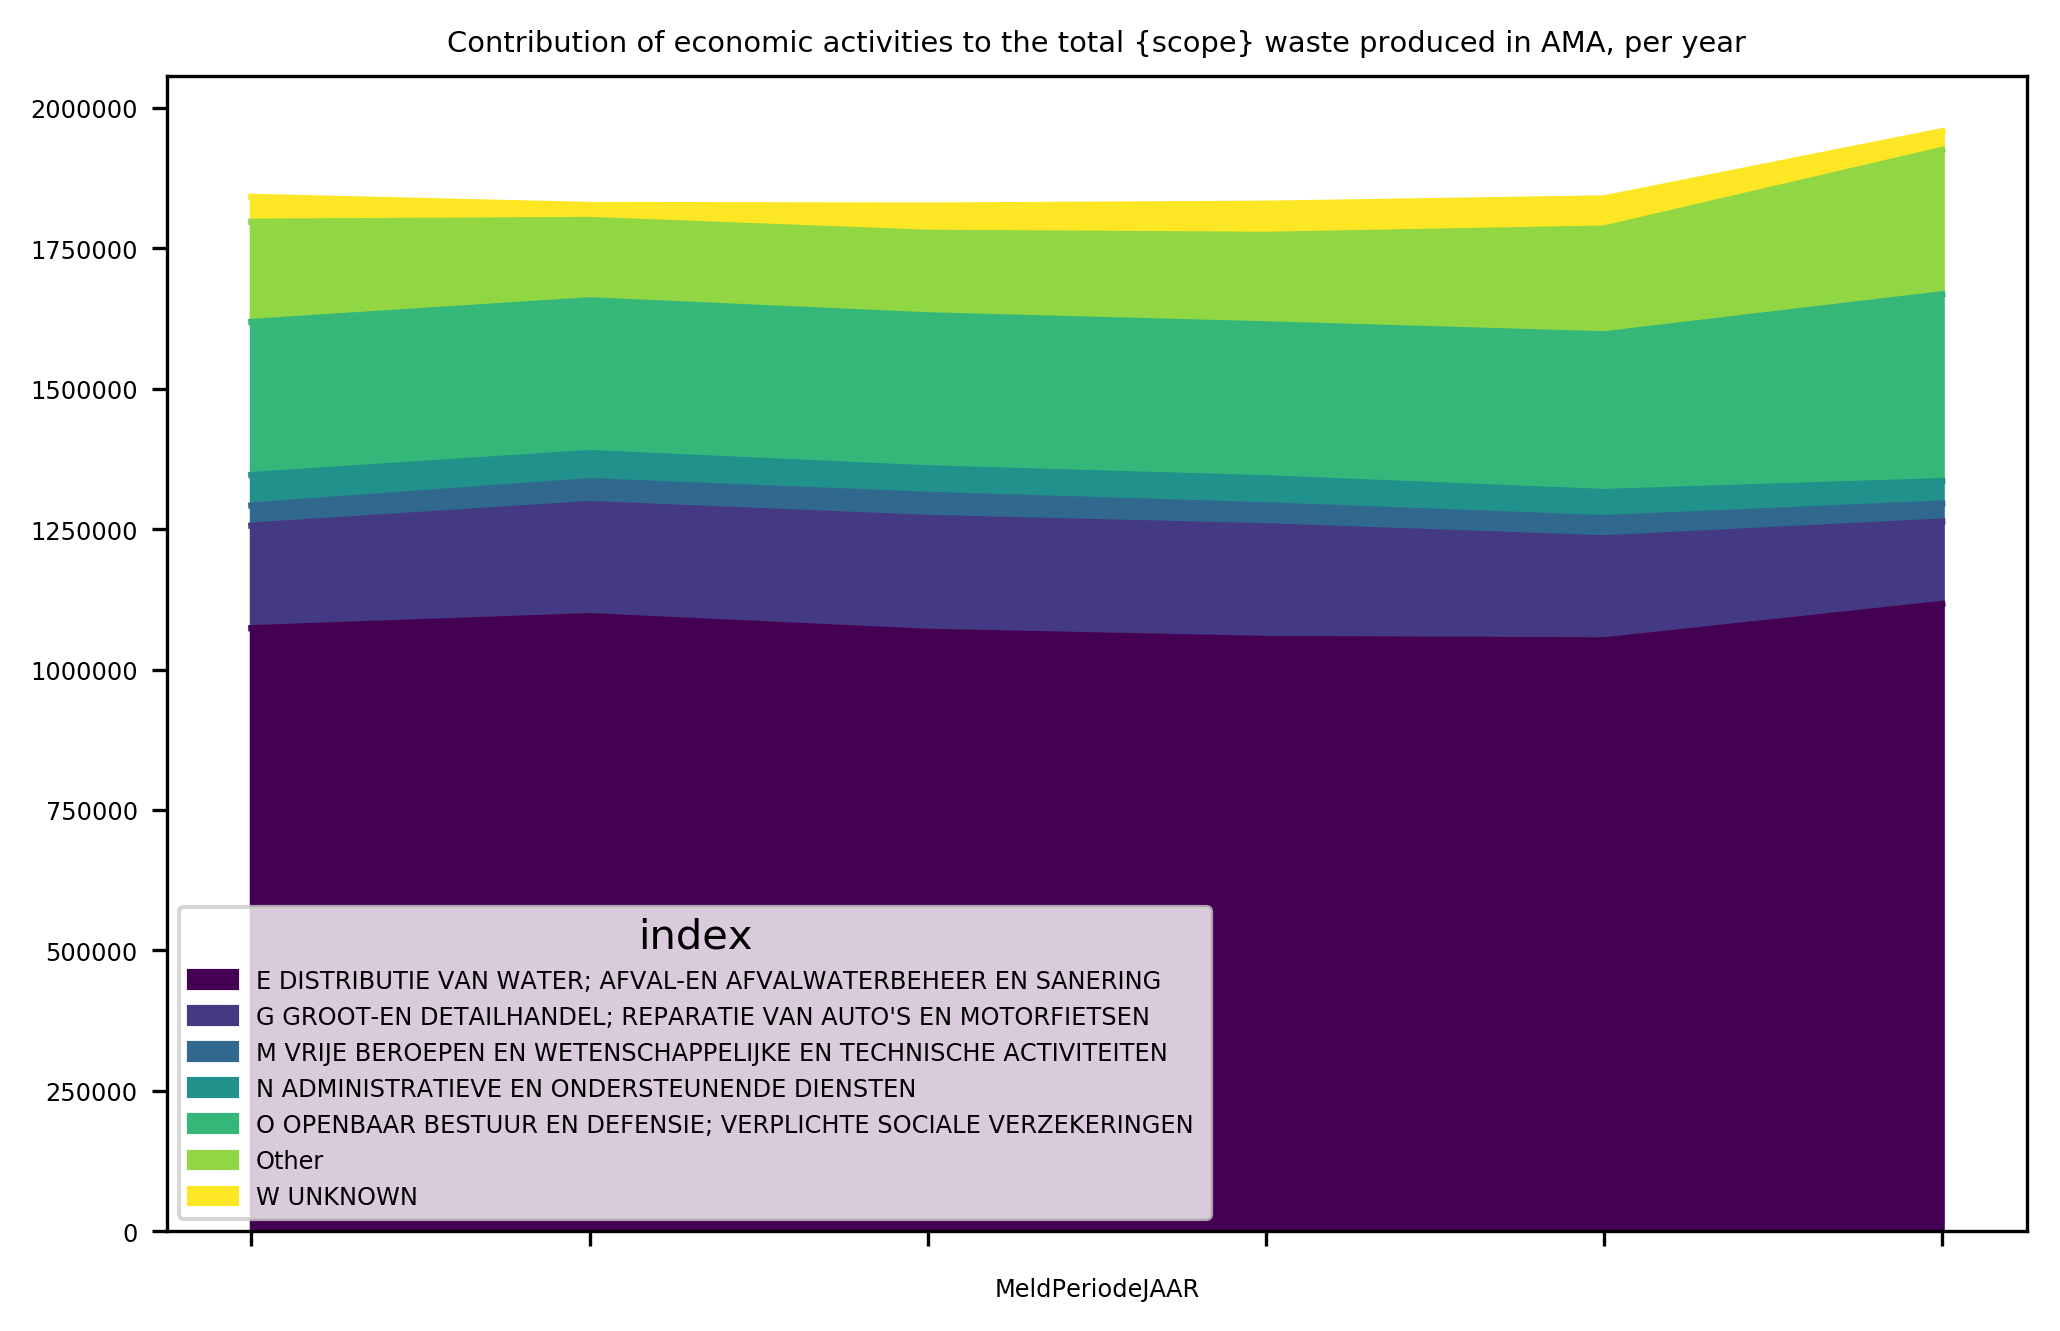 Contribution of economic activities to the total {scope} waste produced in AMA, per year
2000000
1750000
1500000
1250000
1000000
750000
500000
250000
0
index
E DISTRIBUTIE VAN WATER; AFVAL-EN AFVALWATERBEHEER EN SANERING
G GROOT-EN DETAILHANDEL; REPARATIE VAN AUTO'S EN MOTORFIETSEN
M VRIJE BEROEPEN EN WETENSCHAPPELIJKE EN TECHNISCHE ACTIVITEITEN
N ADMINISTRATIEVE EN ONDERSTEUNENDE DIENSTEN
O OPENBAAR BESTUUR EN DEFENSIE; VERPLICHTE SOCIALE VERZEKERINGEN
Other
W UNKNOWN
MeldPeriodeJAAR